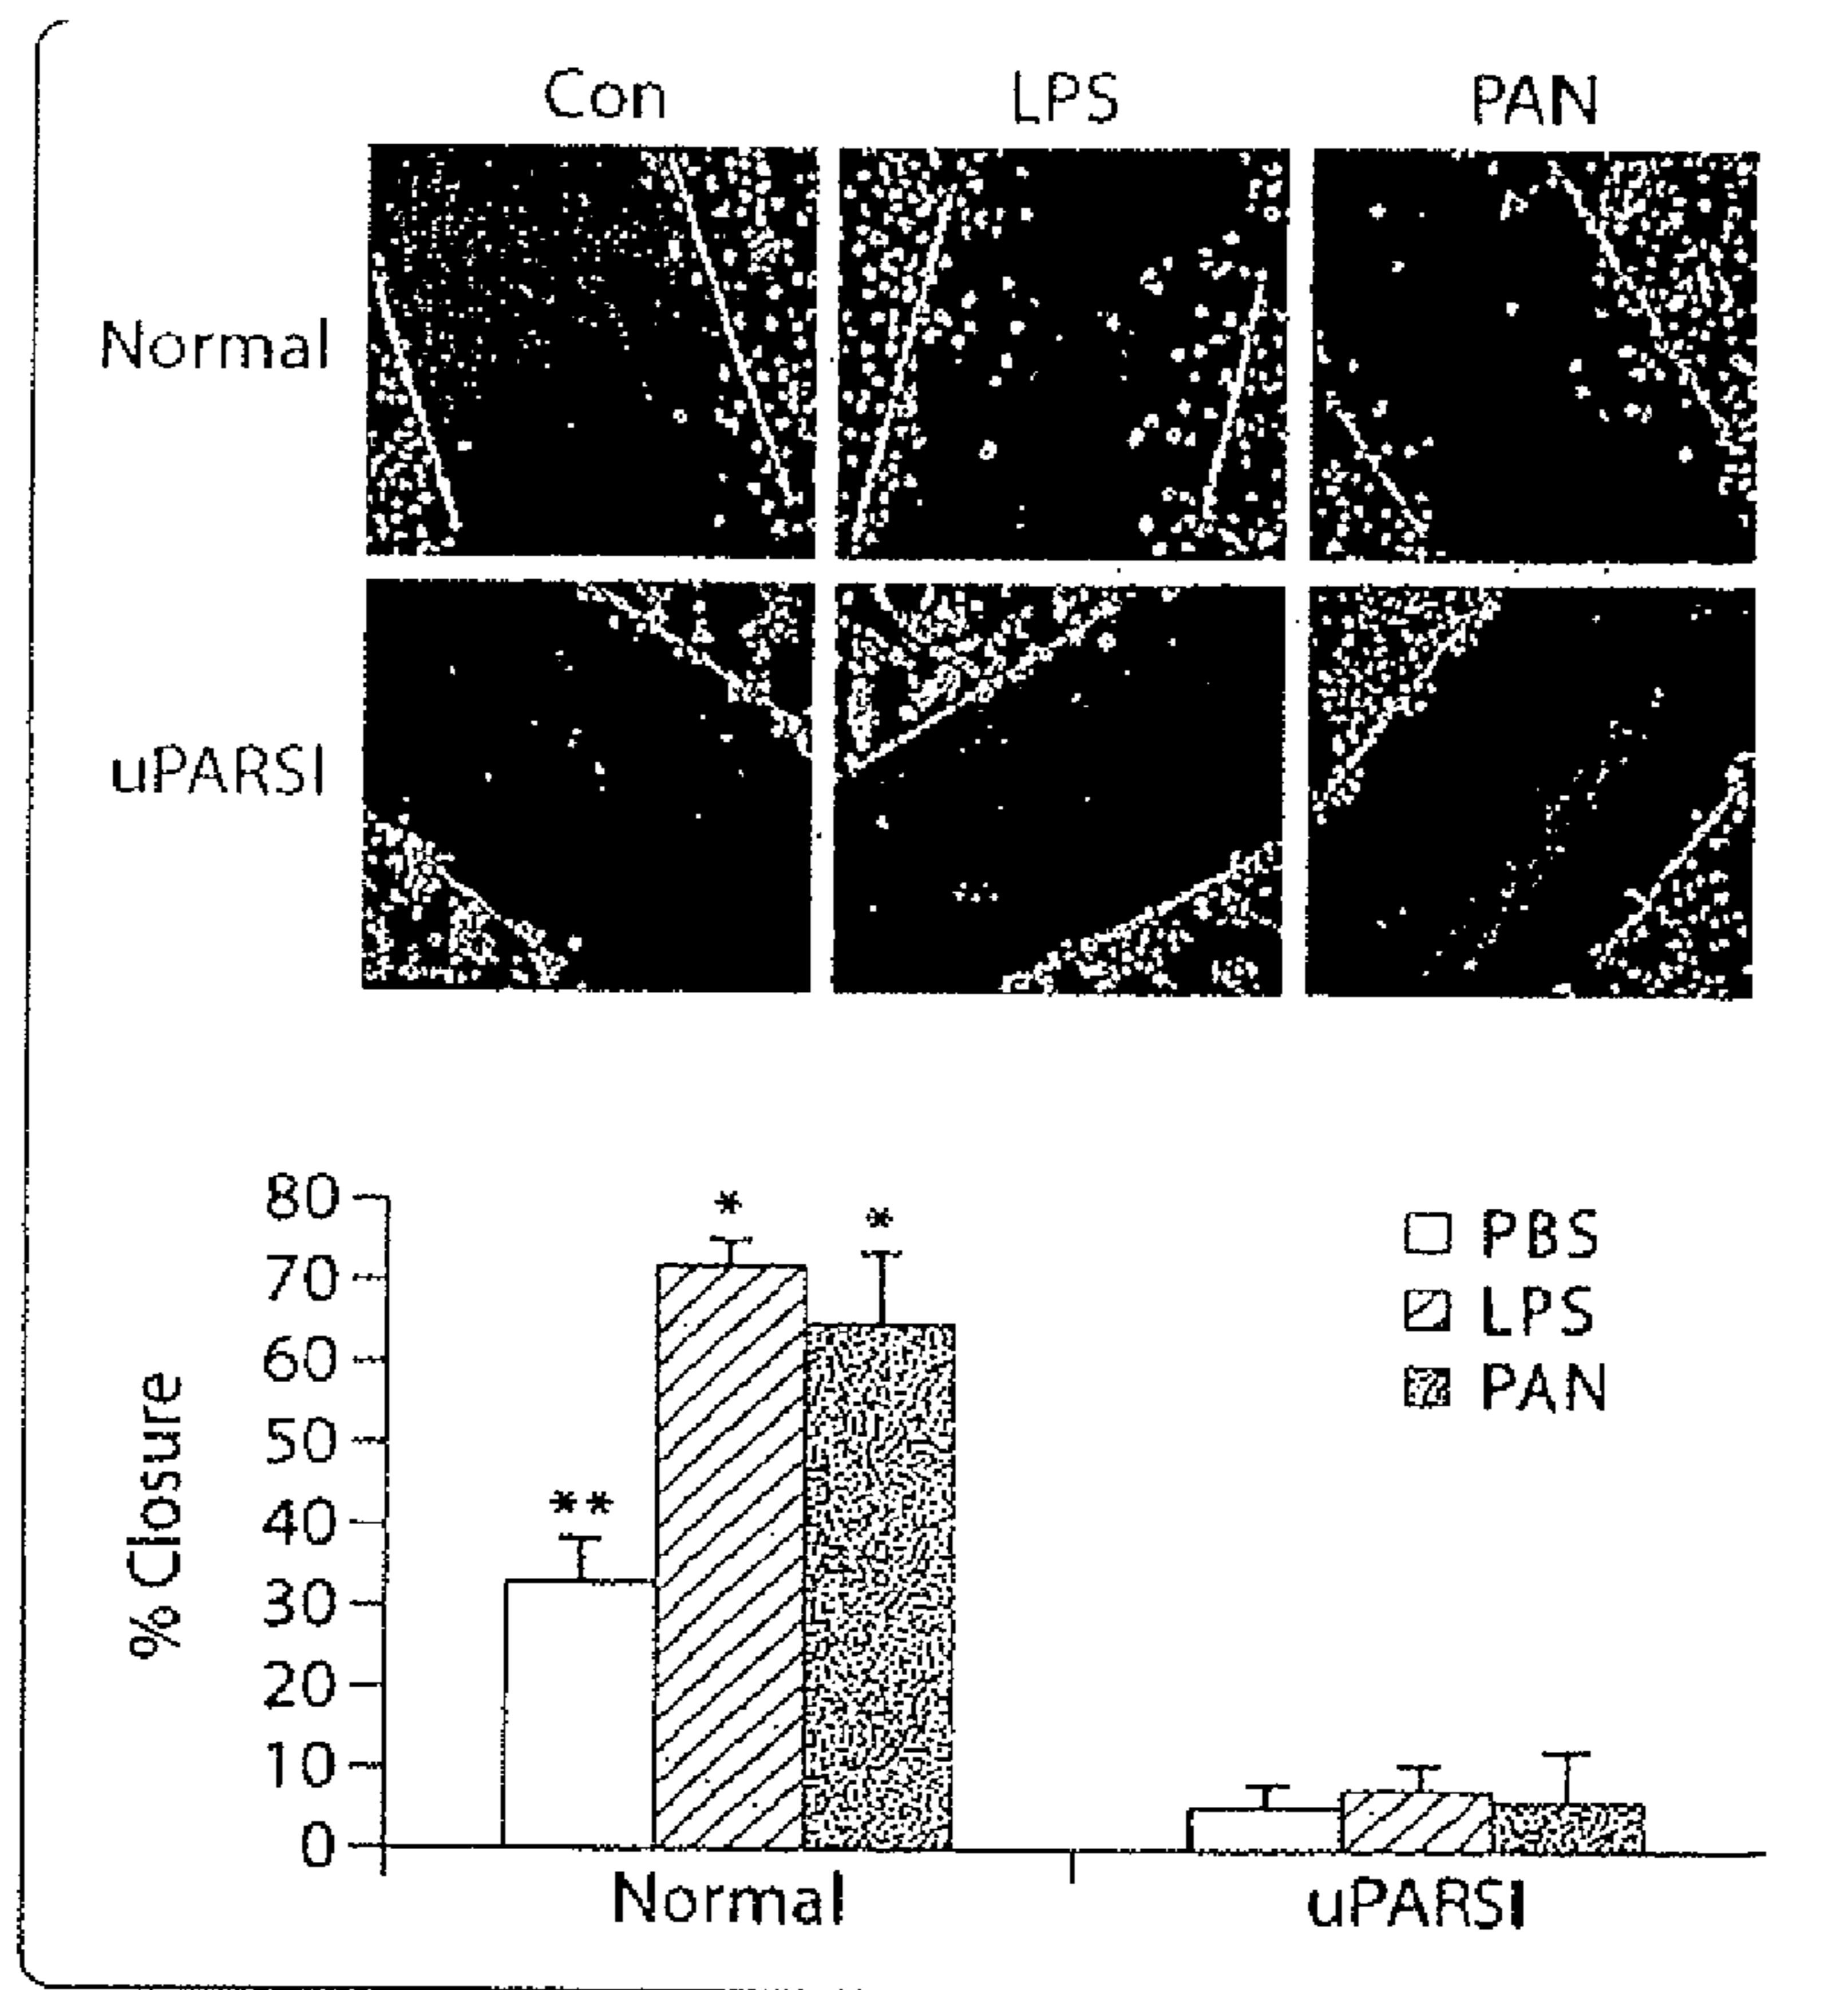 Con LPS PAN
Normal
uPARSI
80
70
60
50
40
30
20
10
0
% Closure
**
*
*
PBS
LPS
PAN
Normal uPARSI